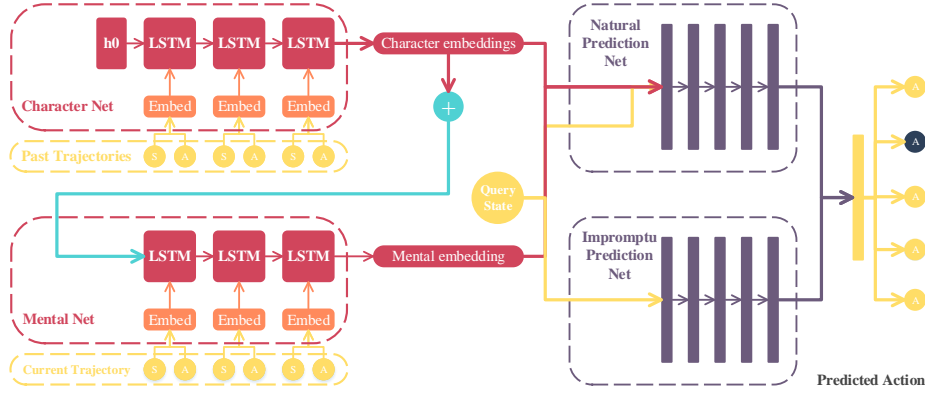 h0
LSTM
LSTM
LSTM
Character embeddings
Character Net
Embed
Embed
Embed
+
Past Trajectories
S
A
S
A
S
A
Natural
Prediction
Net
Query
State
LSTM
LSTM
LSTM
Mental embedding
Mental Net
Embed
Embed
Embed
Current Trajectory
S
A
S
A
S
A
Impromptu
Prediction
Net
A
A
A
A
A
Predicted Action